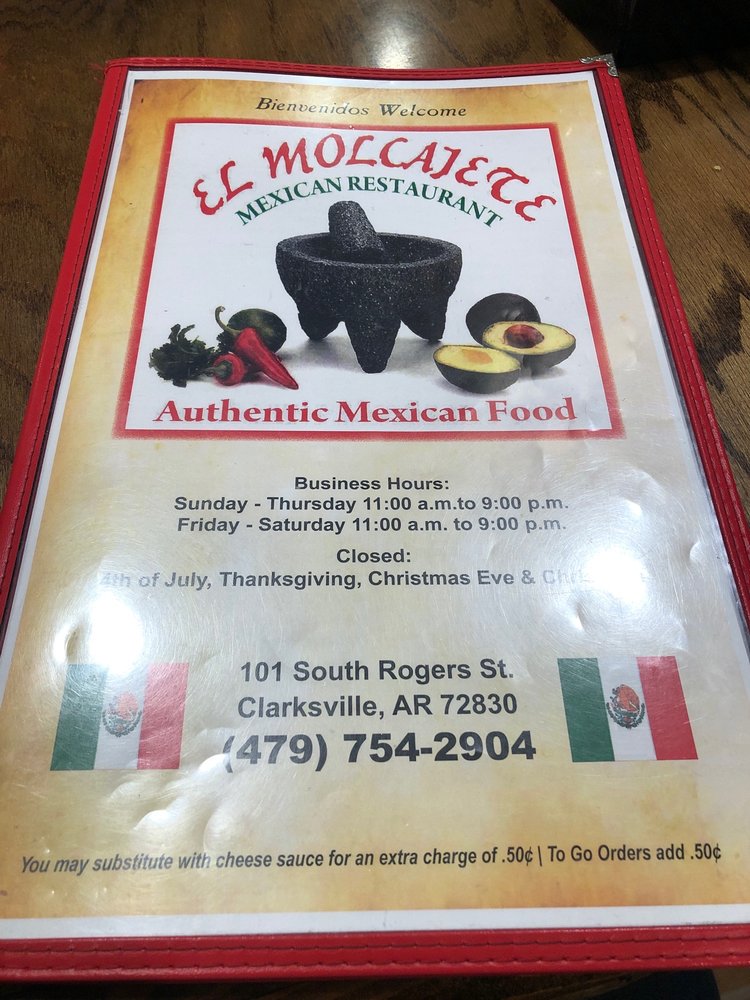 Bienvenidos Welcome
EL MOLCAJETE
MEXICAN RESTAURANT
Authentic Mexican Food
Business Hours:
Sunday - Thursday 11:00 a.m.to 9:00 p.m.
Friday - Saturday 11:00 a.m. to 9:00 p.m.
Closed:
4th of July, Thanksgiving, Christmas Eve &
101 South Rogers St.
Clarksville, AR 72830
(479) 754-2904
You may substitute with cheese sauce for an extra charge of .50¢ | To Go Orders add .50¢